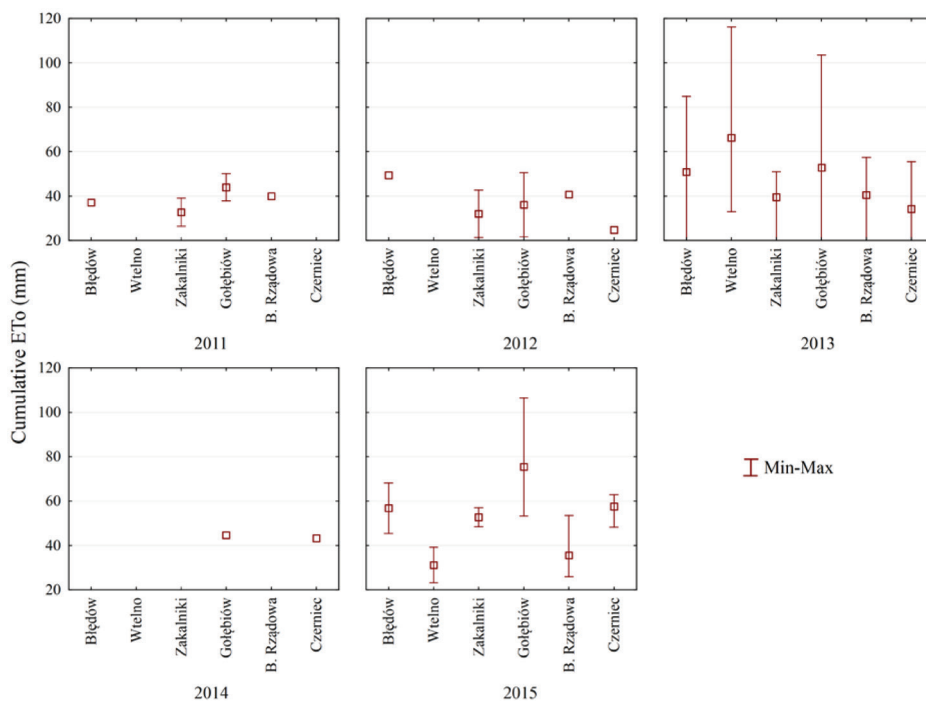 Cumulative ETo (mm)
120
100
80
60
40
20
Błędów
Wtelno
Zakalniki
Gołębiów
B. Rządowa
Czerniec
2011
Błędów
Wtelno
Zakalniki
Gołębiów
B. Rządowa
Czerniec
2012
Błędów
Wtelno
Zakalniki
Gołębiów
B. Rządowa
Czerniec
2013
120
100
80
60
40
20
Błędów
Wtelno
Zakalniki
Gołębiów
B. Rządowa
Czerniec
2014
Błędów
Wtelno
Zakalniki
Gołębiów
B. Rządowa
Czerniec
2015
Min-Max